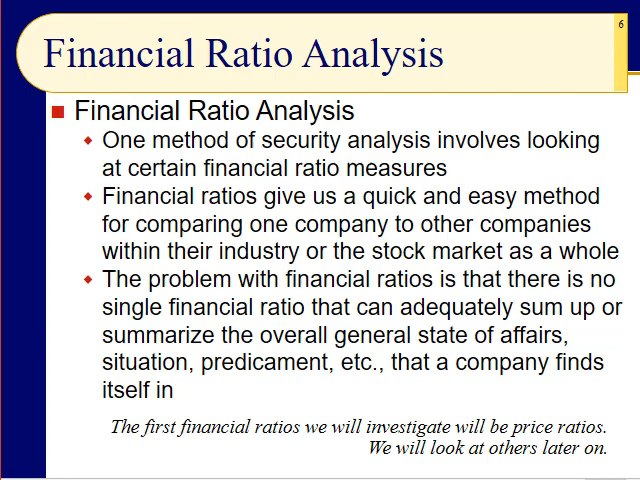 6
Financial Ratio Analysis
Financial Ratio Analysis
One method of security analysis involves looking
at certain financial ratio measures
Financial ratios give us a quick and easy method
for comparing one company to other companies
within their industry or the stock market as a whole
The problem with financial ratios is that there is no
single financial ratio that can adequately sum up or
summarize the overall general state of affairs,
situation, predicament, etc., that a company finds
itself in
The first financial ratios we will investigate will be price ratios.
We will look at others later on.